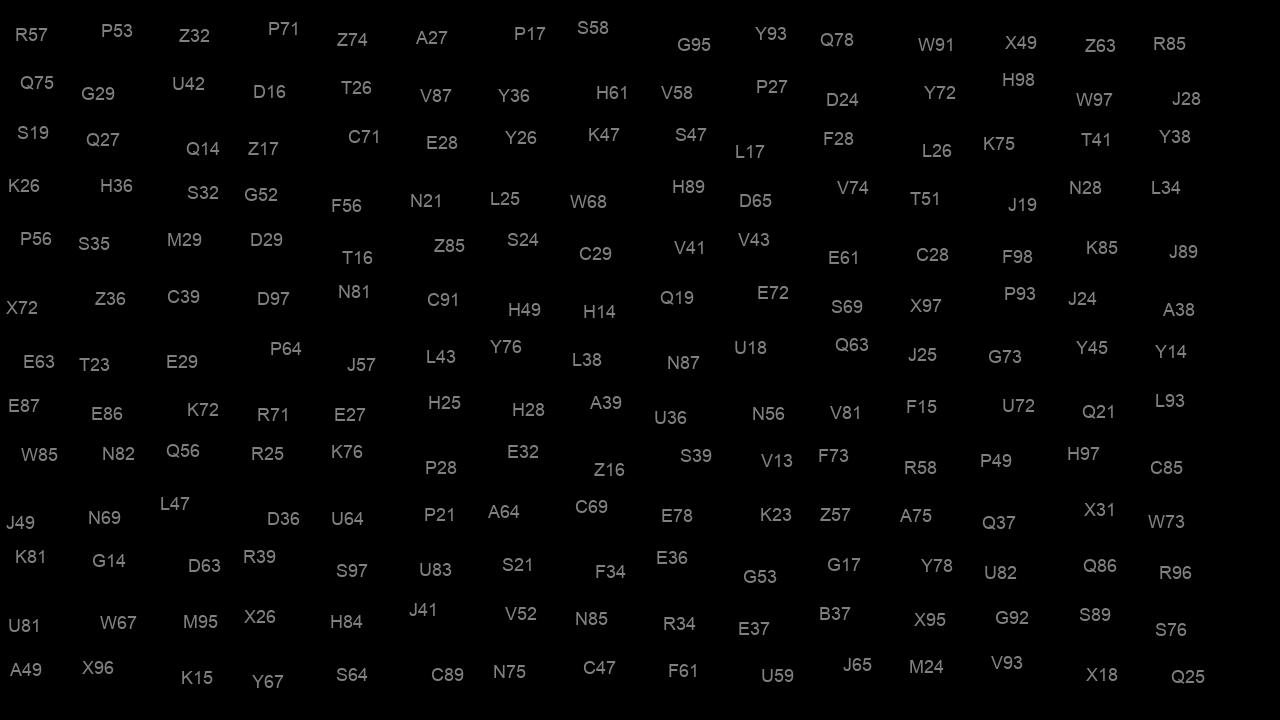 R57 P53 Z32 P71 Z74 A27 P17 S58 G95 Y93 Q78 W91 X49 Z63 R85
Q75 G29 U42 D16 T26 V87 Y36 H61 V58 P27 D24 Y72 H98 W97 J28
S19 Q27 Q14 Z17 C71 E28 Y26 K47 S47 L17 F28 L26 K75 T41 Y38
K26 H36 S32 G52 F56 N21 L25 W68 H89 D65 V74 T51 J19 N28 L34
P56 S35 M29 D29 T16 Z85 S24 C29 V41 V43 E61 C28 F98 K85 J89
X72 Z36 C39 D97 N81 C91 H49 H14 Q19 E72 S69 X97 P93 J24 A38
E63 T23 E29 P64 J57 L43 Y76 L38 N87 U18 Q63 J25 G73 Y45 Y14
E87 E86 K72 R71 E27 H25 H28 A39 U36 N56 V81 F15 U72 Q21 L93
W85 N82 Q56 R25 K76 P28 E32 Z16 S39 V13 F73 R58 P49 H97 C85
J49 N69 L47 D36 U64 P21 A64 C69 E78 K23 Z57 A75 Q37 X31 W73
K81 G14 D63 R39 S97 U83 S21 F34 E36 G53 G17 Y78 U82 Q86 R96
U81 W67 M95 X26 H84 J41 V52 N85 R34 E37 B37 X95 G92 S89 S76
A49 X96 K15 Y67 S64 C89 N75 C47 F61 U59 J65 M24 V93 X18 Q25